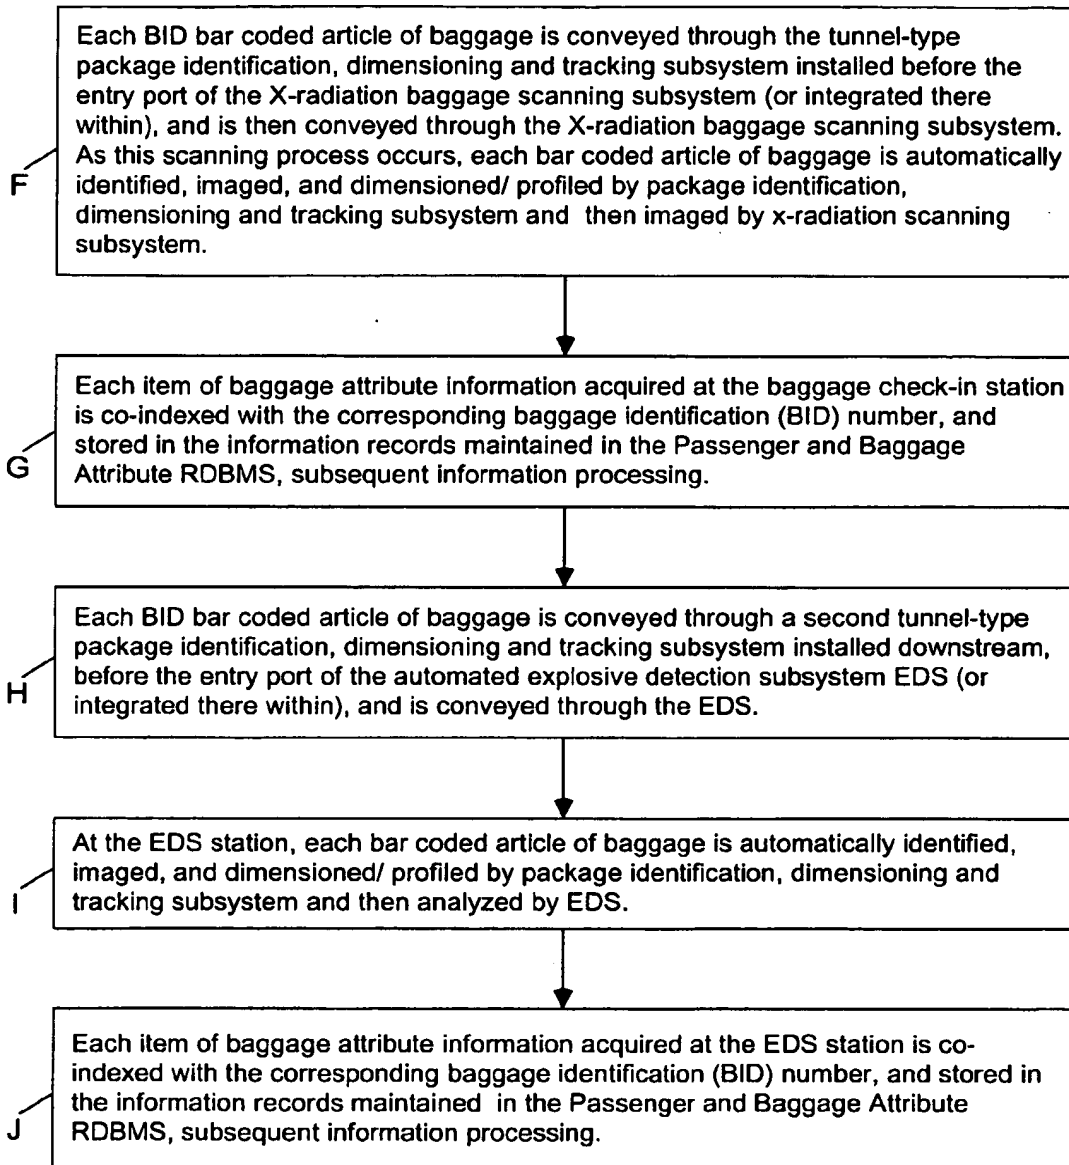 Each BID bar coded article of baggage is conveyed through the tunnel-type
package identification, dimensioning and tracking subsystem installed before the
entry port of the X-radiation baggage scanning subsystem (or integrated there
within), and is then conveyed through the X-radiation baggage scanning subsystem.
As this scanning process occurs, each bar coded article of baggage is automatically
identified, imaged, and dimensioned/ profiled by package identification,
dimensioning and tracking subsystem and then imaged by x-radiation scanning
subsystem.
F
Each item of baggage attribute information acquired at the baggage check-in station
is co-indexed with the corresponding baggage identification (BID) number, and
stored in the information records maintained in the Passenger and Baggage
Attribute RDBMS, subsequent information processing.
G
Each BID bar coded article of baggage is conveyed through a second tunnel-type
package identification, dimensioning and tracking subsystem installed downstream,
before the entry port of the automated explosive detection subsystem EDS (or
integrated there within), and is conveyed through the EDS.
H
At the EDS station, each bar coded article of baggage is automatically identified,
imaged, and dimensioned/ profiled by package identification, dimensioning and
tracking subsystem and then analyzed by EDS.
I
Each item of baggage attribute information acquired at the EDS station is co-
indexed with the corresponding baggage identification (BID) number, and stored in
the information records maintained in the Passenger and Baggage Attribute
RDBMS, subsequent information processing.
J